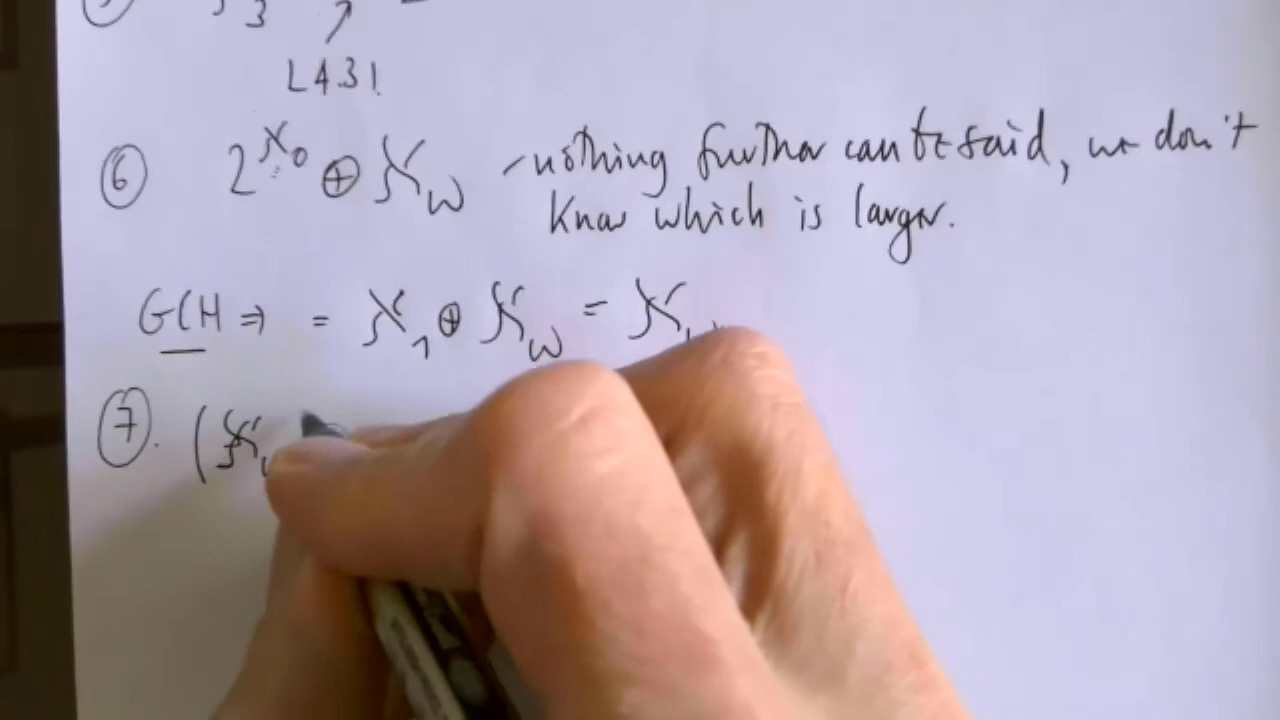 3
L431
⑥ 2^ℵ₀ ⊕ ℵ_ω – nothing further can be said, we don't
know which is larger.
GCH ⇒ = ℵ₁ ⊕ ℵ_ω = ℵ
⑦. (ℵ